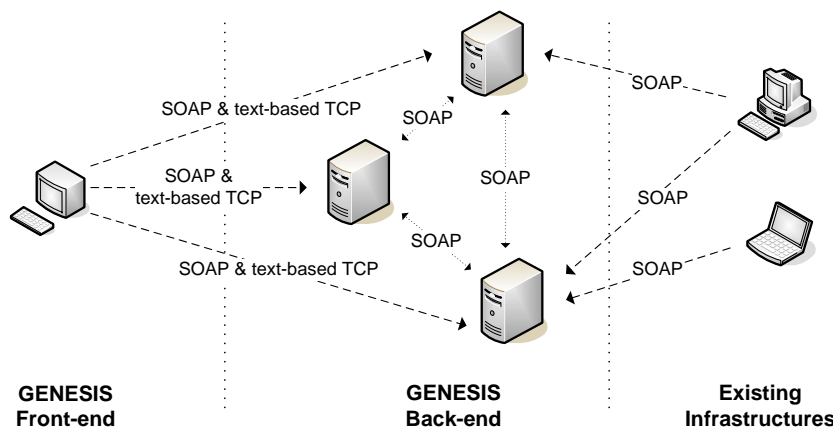 SOAP & text-based TCP
SOAP
SOAP
SOAP &
text-based TCP
SOAP
SOAP
SOAP
SOAP & text-based TCP
SOAP
GENESIS
Front-end
GENESIS
Back-end
Existing
Infrastructures